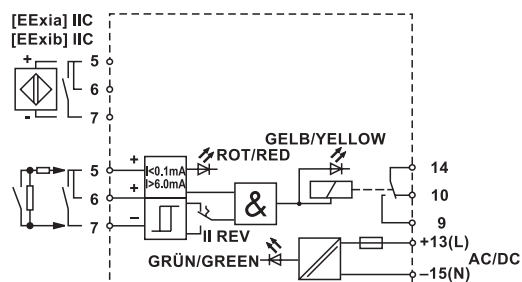 [EExia] IIC
[EExib] IIC
+ 5
6
- 7
GELB/YELLOW
ROT/RED
+ I<0.1mA
I>6.0mA
5
+ 6
- 7
&
II REV
GRÜN/GREEN
14
10
9
+13(L)
AC/DC
–15(N)